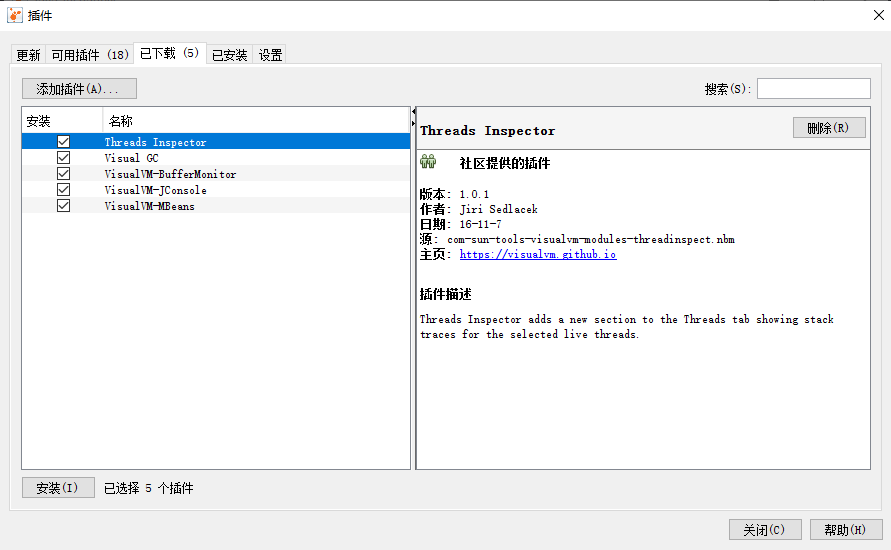 插件
更新 可用插件 (18) 已下载 (5) 已安装 设置
添加插件(A)... 搜索(S):
安装 名称
Threads Inspector
Visual GC
VisualVM-BufferMonitor
VisualVM-JConsole
VisualVM-MBeans
Threads Inspector 删除(R)
社区提供的插件
版本: 1.0.1
作者: Jiri Sedlacek
日期: 16-11-7
源: com-sun-tools-visualvm-modules-threadinspect.nbm
主页: https://visualvm.github.io
插件描述
Threads Inspector adds a new section to the Threads tab showing stack
traces for the selected live threads.
安装(I) 已选择 5 个插件
关闭(C) 帮助(H)